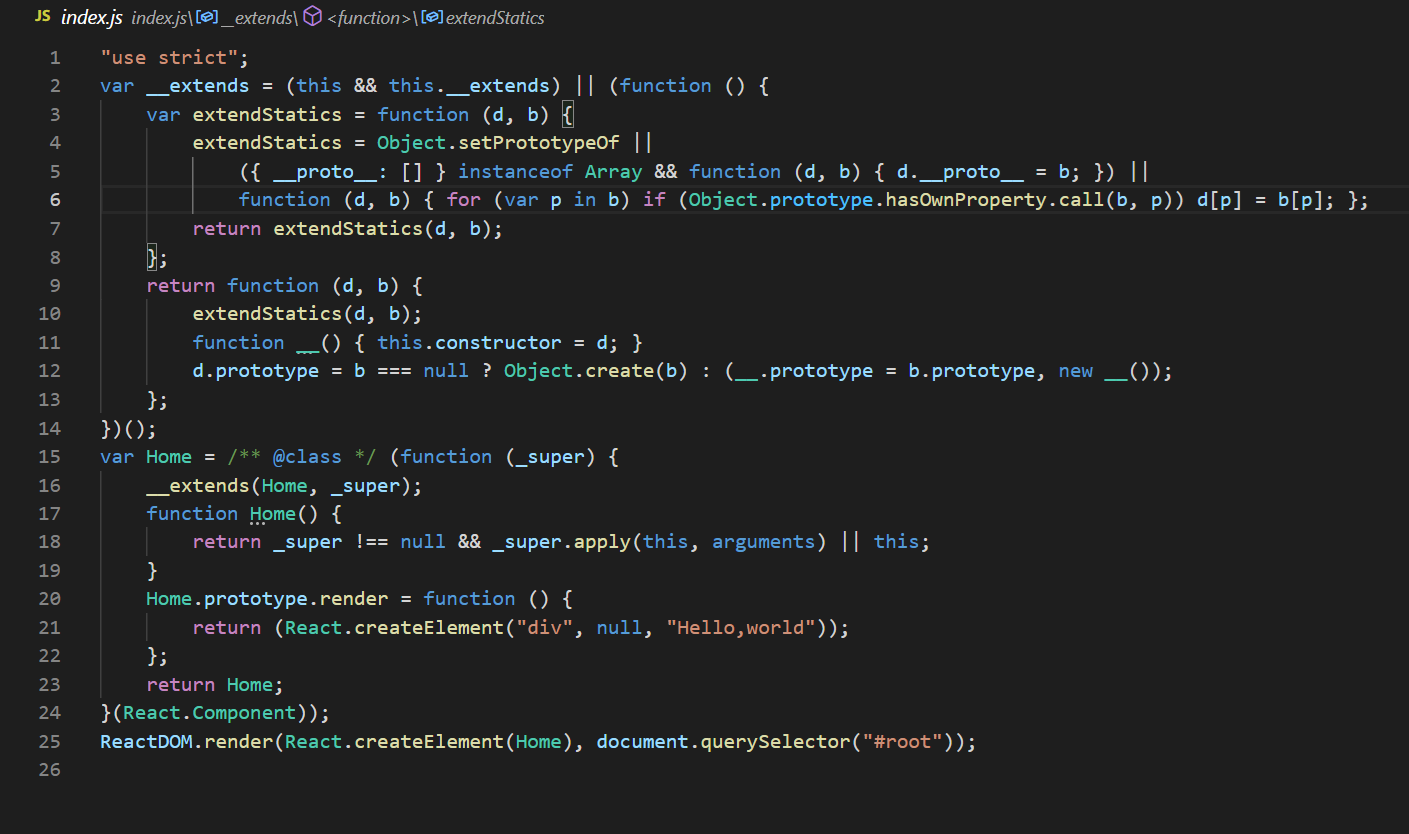 JS index.js index.js\__extends\<function>\extendStatics
1 "use strict";
2 var __extends = (this && this.__extends) || (function () {
3     var extendStatics = function (d, b) {
4         extendStatics = Object.setPrototypeOf ||
5             ({ __proto__: [] } instanceof Array && function (d, b) { d.__proto__ = b; }) ||
6             function (d, b) { for (var p in b) if (Object.prototype.hasOwnProperty.call(b, p)) d[p] = b[p]; };
7         return extendStatics(d, b);
8     };
9     return function (d, b) {
10         extendStatics(d, b);
11         function __() { this.constructor = d; }
12         d.prototype = b === null ? Object.create(b) : (__.prototype = b.prototype, new __());
13     };
14 })();
15 var Home = /** @class */ (function (_super) {
16     __extends(Home, _super);
17     function Home() {
18         return _super !== null && _super.apply(this, arguments) || this;
19     }
20     Home.prototype.render = function () {
21         return (React.createElement("div", null, "Hello,world"));
22     };
23     return Home;
24 }(React.Component));
25 ReactDOM.render(React.createElement(Home), document.querySelector("#root"));
26